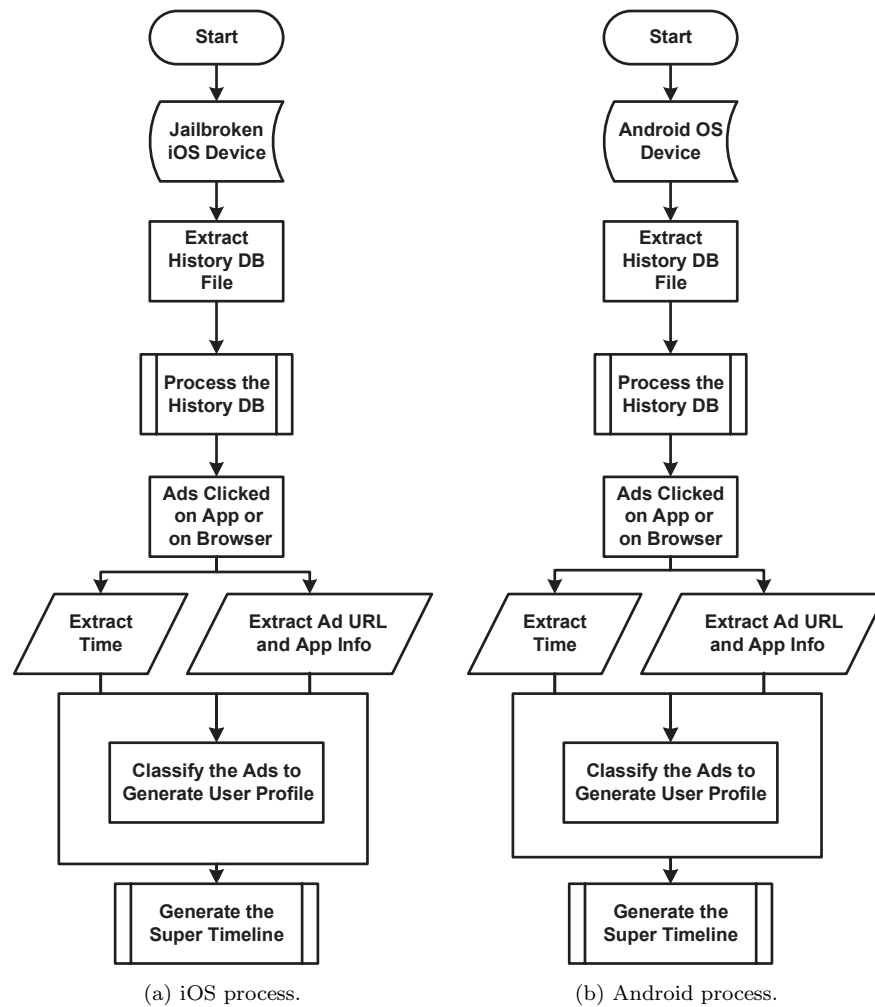 Start
Jailbroken
iOS Device
Extract
History DB
File
Process the
History DB
Ads Clicked
on App or
on Browser
Extract
Time
Extract Ad URL
and App Info
Classify the Ads to
Generate User Profile
Generate the
Super Timeline
(a) iOS process.
Start
Android OS
Device
Extract
History DB
File
Process the
History DB
Ads Clicked
on App or
on Browser
Extract
Time
Extract Ad URL
and App Info
Classify the Ads to
Generate User Profile
Generate the
Super Timeline
(b) Android process.